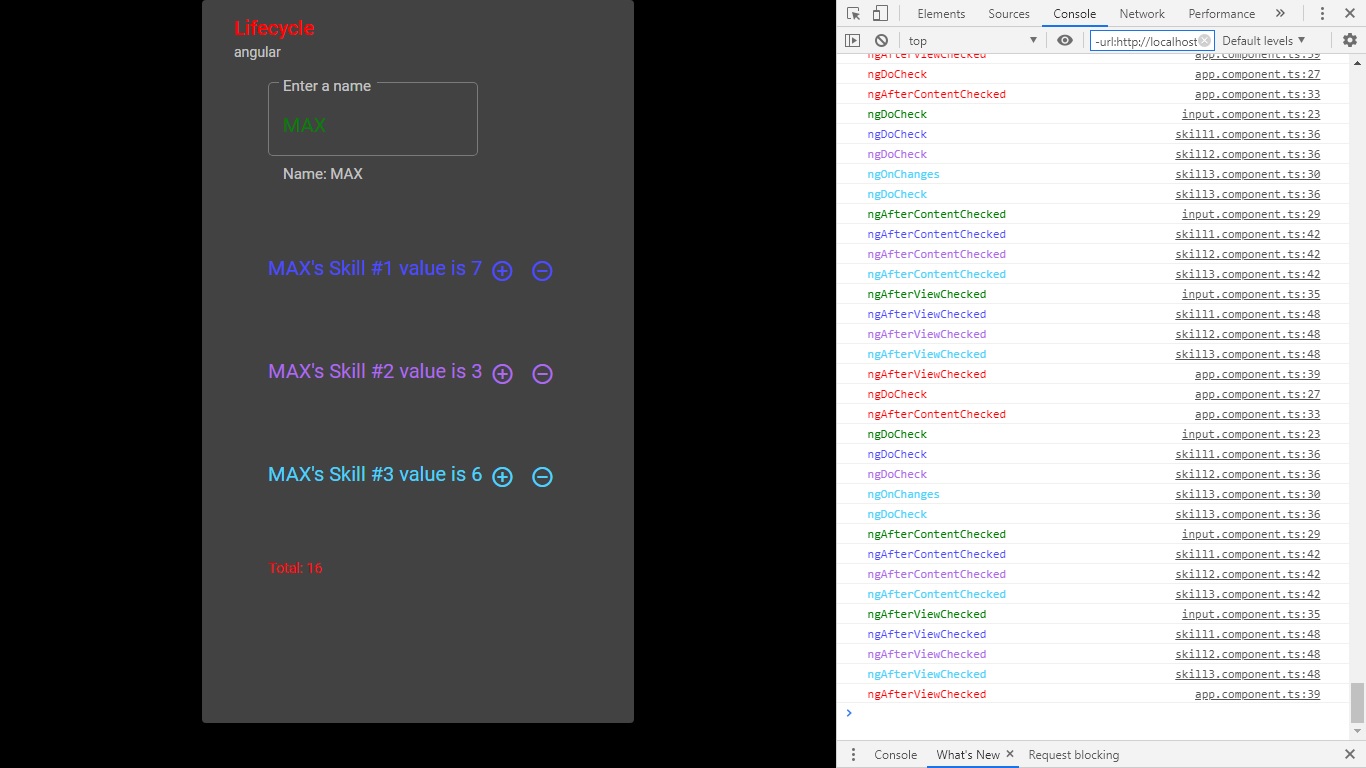 Lifecycle
angular
Enter a name
MAX
Name: MAX
MAX's Skill #1 value is 7
MAX's Skill #2 value is 3
MAX's Skill #3 value is 6
Total: 16
Elements Sources Console Network Performance »
top -url:http://localhost Default levels ▼
ngAfterViewChecked app.component.ts:39
ngDoCheck app.component.ts:27
ngAfterContentChecked app.component.ts:33
ngDoCheck input.component.ts:23
ngDoCheck skill1.component.ts:36
ngDoCheck skill2.component.ts:36
ngOnChanges skill3.component.ts:30
ngDoCheck skill3.component.ts:36
ngAfterContentChecked input.component.ts:29
ngAfterContentChecked skill1.component.ts:42
ngAfterContentChecked skill2.component.ts:42
ngAfterContentChecked skill3.component.ts:42
ngAfterViewChecked input.component.ts:35
ngAfterViewChecked skill1.component.ts:48
ngAfterViewChecked skill2.component.ts:48
ngAfterViewChecked skill3.component.ts:48
ngAfterViewChecked app.component.ts:39
ngDoCheck app.component.ts:27
ngAfterContentChecked app.component.ts:33
ngDoCheck input.component.ts:23
ngDoCheck skill1.component.ts:36
ngDoCheck skill2.component.ts:36
ngOnChanges skill3.component.ts:30
ngDoCheck skill3.component.ts:36
ngAfterContentChecked input.component.ts:29
ngAfterContentChecked skill1.component.ts:42
ngAfterContentChecked skill2.component.ts:42
ngAfterContentChecked skill3.component.ts:42
ngAfterViewChecked input.component.ts:35
ngAfterViewChecked skill1.component.ts:48
ngAfterViewChecked skill2.component.ts:48
ngAfterViewChecked skill3.component.ts:48
ngAfterViewChecked app.component.ts:39
Console What's New Request blocking